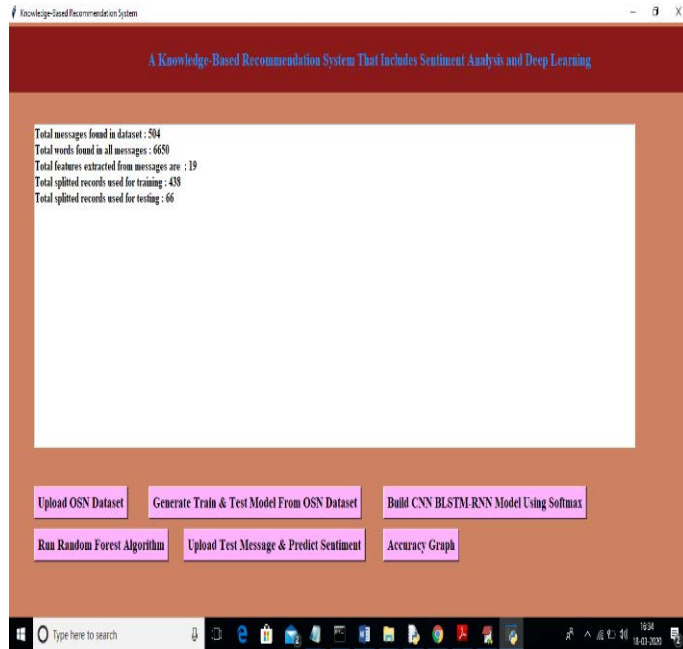 Knowledge-Based Recommendation System
A Knowledge-Based Recommendation System That Includes Sentiment Analysis and Deep Learning
Total messages found in dataset : 504
Total words found in all messages : 6650
Total features extracted from messages are : 19
Total splitted records used for training : 438
Total splitted records used for testing : 66
Upload OSN Dataset
Generate Train & Test Model From OSN Dataset
Build CNN BLSTM-RNN Model Using Softmax
Run Random Forest Algorithm
Upload Test Message & Predict Sentiment
Accuracy Graph
Type here to search
16:34
18-03-2020